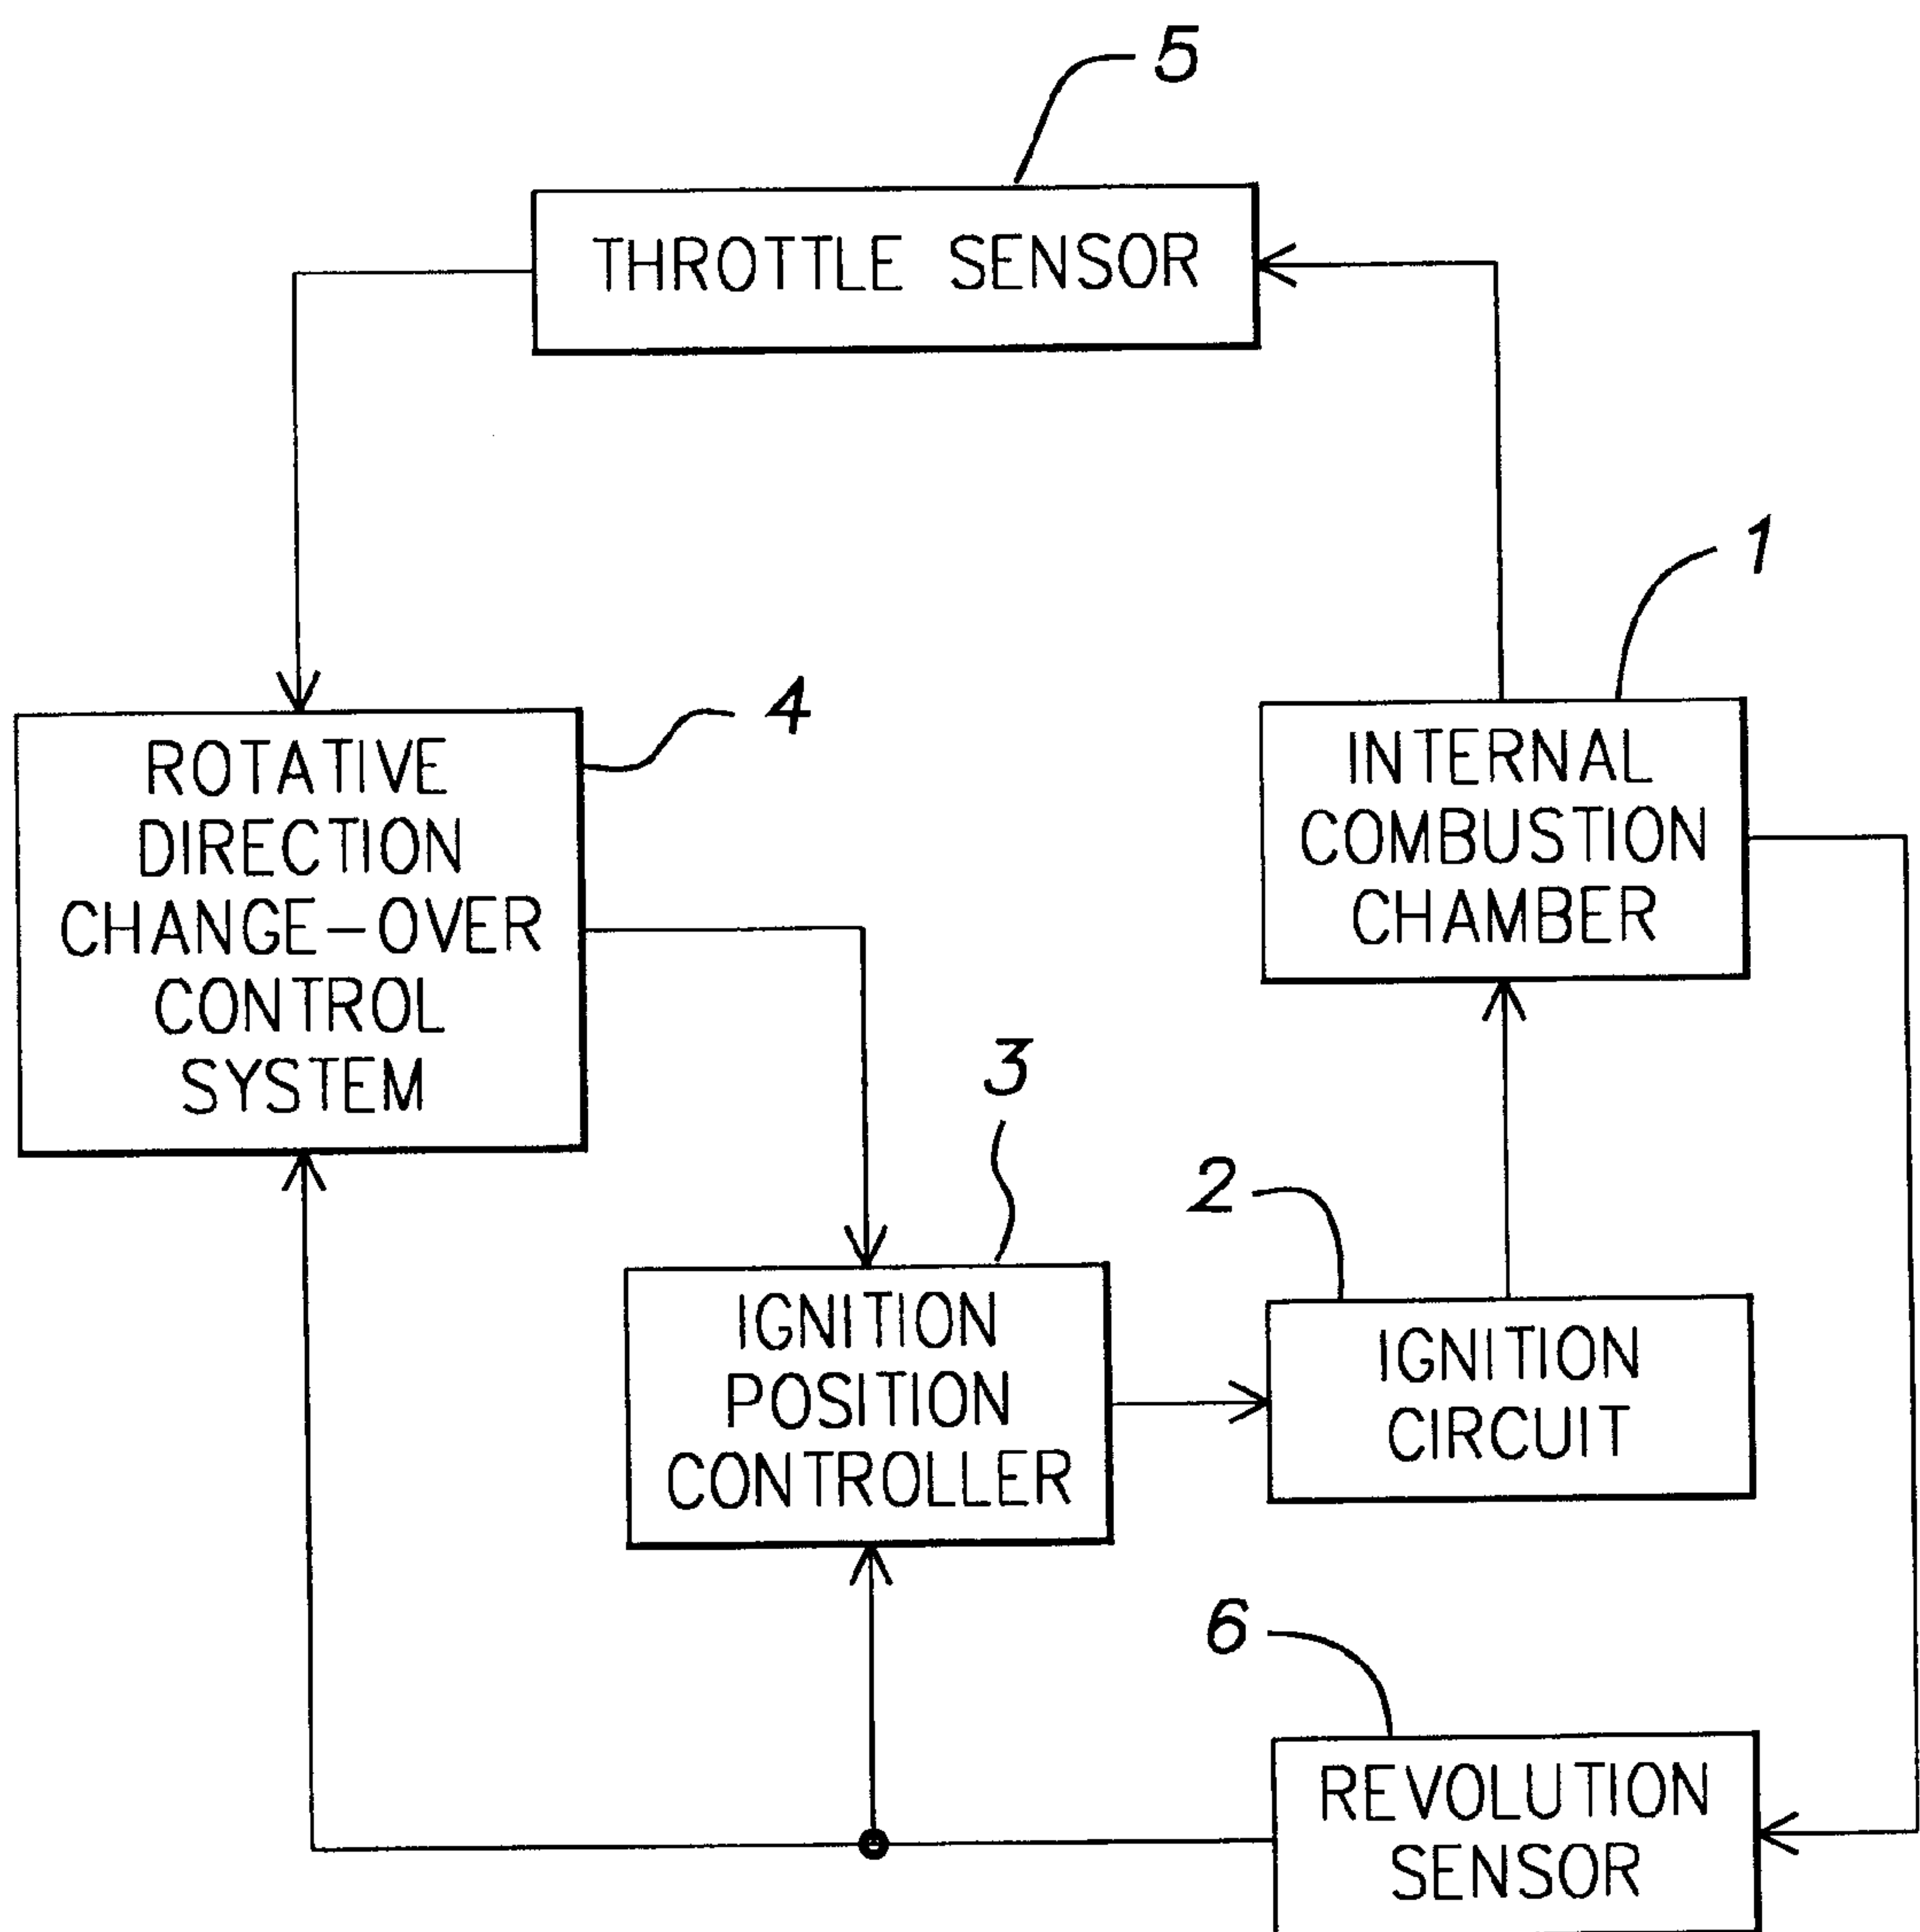 5
THROTTLE SENSOR
1
4
ROTATIVE
DIRECTION
CHANGE-OVER
CONTROL
SYSTEM
INTERNAL
COMBUSTION
CHAMBER
3
2
IGNITION
POSITION
CONTROLLER
IGNITION
CIRCUIT
6
REVOLUTION
SENSOR